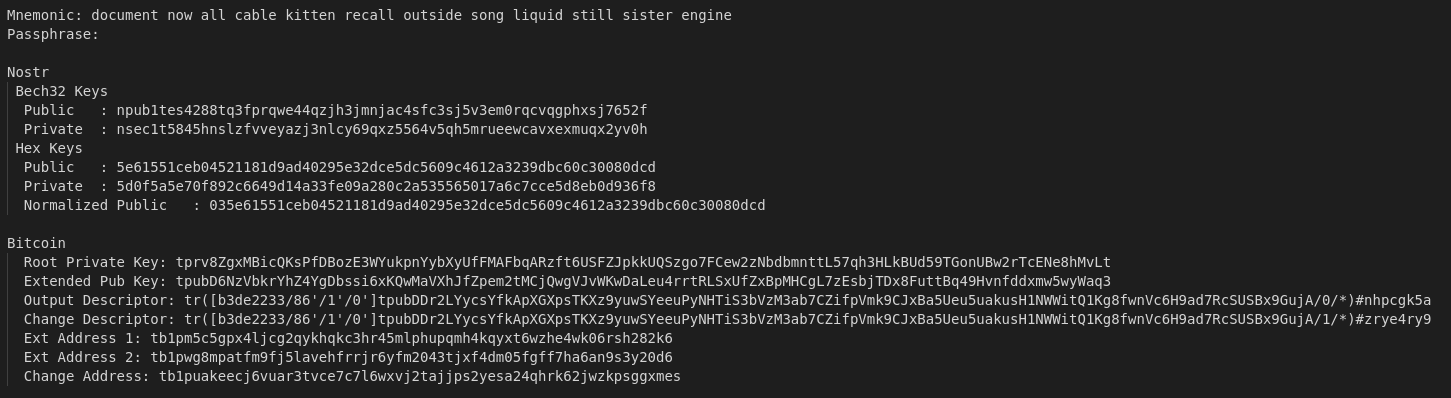 Mnemonic: document now all cable kitten recall outside song liquid still sister engine
Passphrase:
Nostr
Bech32 Keys
Public : npub1tes4288tq3fprqwe44qzjh3jmnjac4sfc3sj5v3em0rqcvqgphxsj7652f
Private : nsec1t5845hnslzfvveyazj3nlcy69qxz5564v5qh5mrueewcavxexmuqx2yv0h
Hex Keys
Public : 5e61551ceb04521181d9ad40295e32dce5dc5609c4612a3239dbc60c30080dcd
Private : 5d0f5a5e70f892c6649d14a33fe09a280c2a535565017a6c7cce5d8eb0d936f8
Normalized Public : 035e61551ceb04521181d9ad40295e32dce5dc5609c4612a3239dbc60c30080dcd
Bitcoin
Root Private Key: tprv8ZgxMBicQKsPfDBozE3WYukpnYybXyUfFMAFbqARzft6USFZJpkkUQSzgo7FCew2zNbdbmnttL57qh3HLkBUd59TGonUBw2rTcENe8hMvLt
Extended Pub Key: tpubD6NzVbkrYhZ4YgDbssi6xKQwMaVXhJfZpem2tMCjQwgVJvWKwDaLeu4rrtRLSxUfZxBpMHCgL7zEsbjTDx8FuttBq49Hvnfddxmw5wyWaq3
Output Descriptor: tr([b3de2233/86'/1'/0']tpubDDr2LYycsYfkApXGXpsTKXz9yuwSYeeuPyNHTiS3bVzM3ab7CZifpVmk9CJxBa5Ueu5uakusH1NWWitQ1Kg8fwnVc6H9ad7RcSUSBx9GujA/0/*)#nhpcgk5a
Change Descriptor: tr([b3de2233/86'/1'/0']tpubDDr2LYycsYfkApXGXpsTKXz9yuwSYeeuPyNHTiS3bVzM3ab7CZifpVmk9CJxBa5Ueu5uakusH1NWWitQ1Kg8fwnVc6H9ad7RcSUSBx9GujA/1/*)#zrye4ry9
Ext Address 1: tb1pm5c5gpx4ljcg2qykhqkc3hr45mlphupqmh4kqyxt6wzhe4wk06rsh282k6
Ext Address 2: tb1pwg8mpatfm9fj5lavehfrrjr6yfm2043tjxf4dm05fgff7ha6an9s3y20d6
Change Address: tb1puakeecj6vuar3tvce7c7l6wxvj2tajjps2yesa24qhrk62jwzkpsggxmes